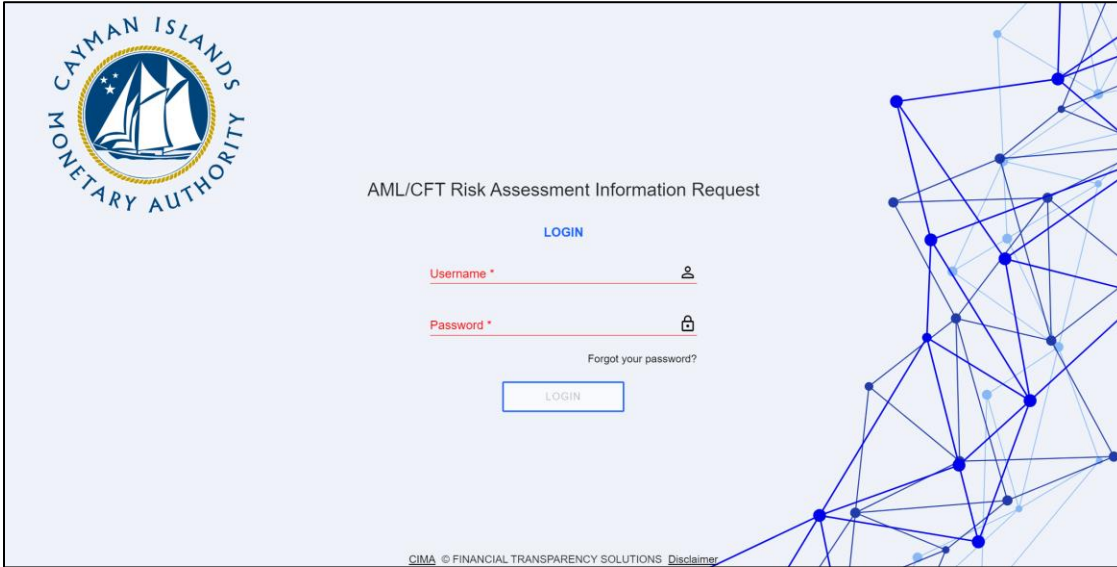 CAYMAN ISLANDS
MONETARY AUTHORITY
AML/CFT Risk Assessment Information Request
LOGIN
Username *
Password *
Forgot your password?
LOGIN
CIMA © FINANCIAL TRANSPARENCY SOLUTIONS Disclaimer